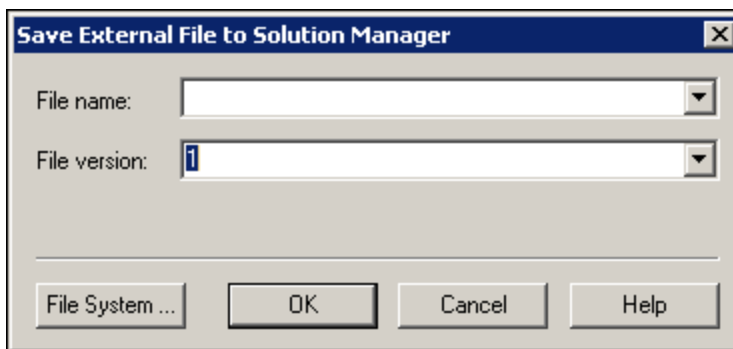 Save External File to Solution Manager
File name:
File version: 1
File System ... OK Cancel Help